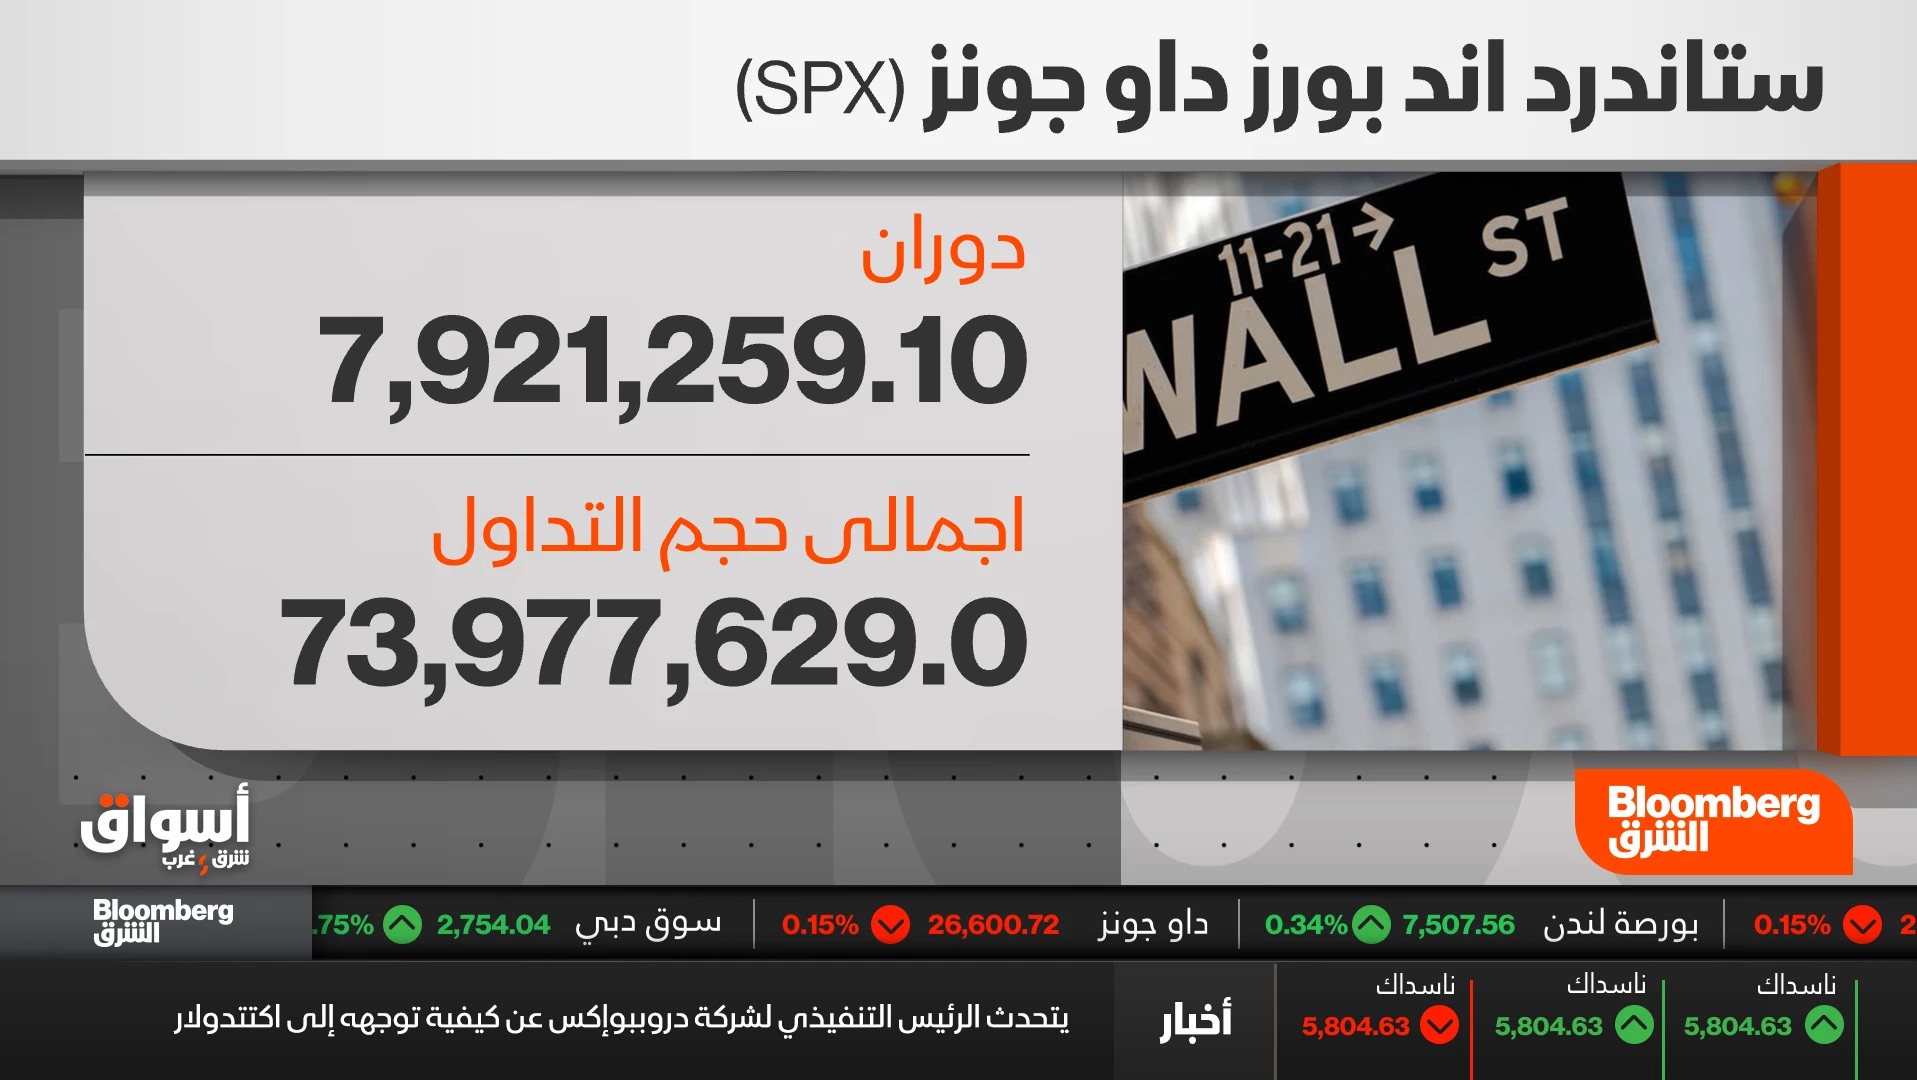 ستاندرد اند بورز داو جونز (SPX)
دوران
7,921,259.10
اجمالى حجم التداول
73,977,629.0
11-21→
WALL ST
أسواق
شرق و غرب
Bloomberg
الشرق
0.15%
بورصة لندن 7,507.56 0.34%
داو جونز 26,600.72 0.15%
سوق دبي 2,754.04 .75%
Bloomberg
الشرق
ناسداك
5,804.63
ناسداك
5,804.63
ناسداك
5,804.63
أخبار
يتحدث الرئيس التنفيذي لشركة دروببوإكس عن كيفية توجهه إلى اكتتدولار